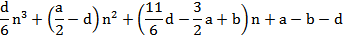 d/6 n³ + (a/2 − d) n² + (11/6 d − 3/2 a + b) n + a − b − d